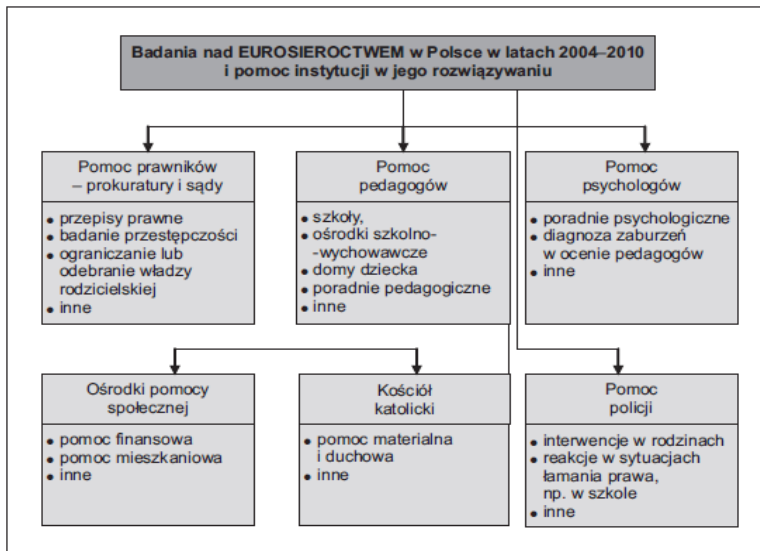 Badania nad EUROSIEROCTWEM w Polsce w latach 2004–2010
i pomoc instytucji w jego rozwiązywaniu
Pomoc prawników
– prokuratury i sądy
• przepisy prawne
• badanie przestępczości
• ograniczanie lub
odebranie władzy
rodzicielskiej
• inne
Pomoc
pedagogów
• szkoły,
• ośrodki szkolno-
-wychowawcze
• domy dziecka
• poradnie pedagogiczne
• inne
Pomoc
psychologów
• poradnie psychologiczne
• diagnoza zaburzeń
w ocenie pedagogów
• inne
Ośrodki pomocy
społecznej
• pomoc finansowa
• pomoc mieszkaniowa
• inne
Kościół
katolicki
• pomoc materialna
i duchowa
• inne
Pomoc
policji
• interwencje w rodzinach
• reakcje w sytuacjach
łamania prawa,
np. w szkole
• inne